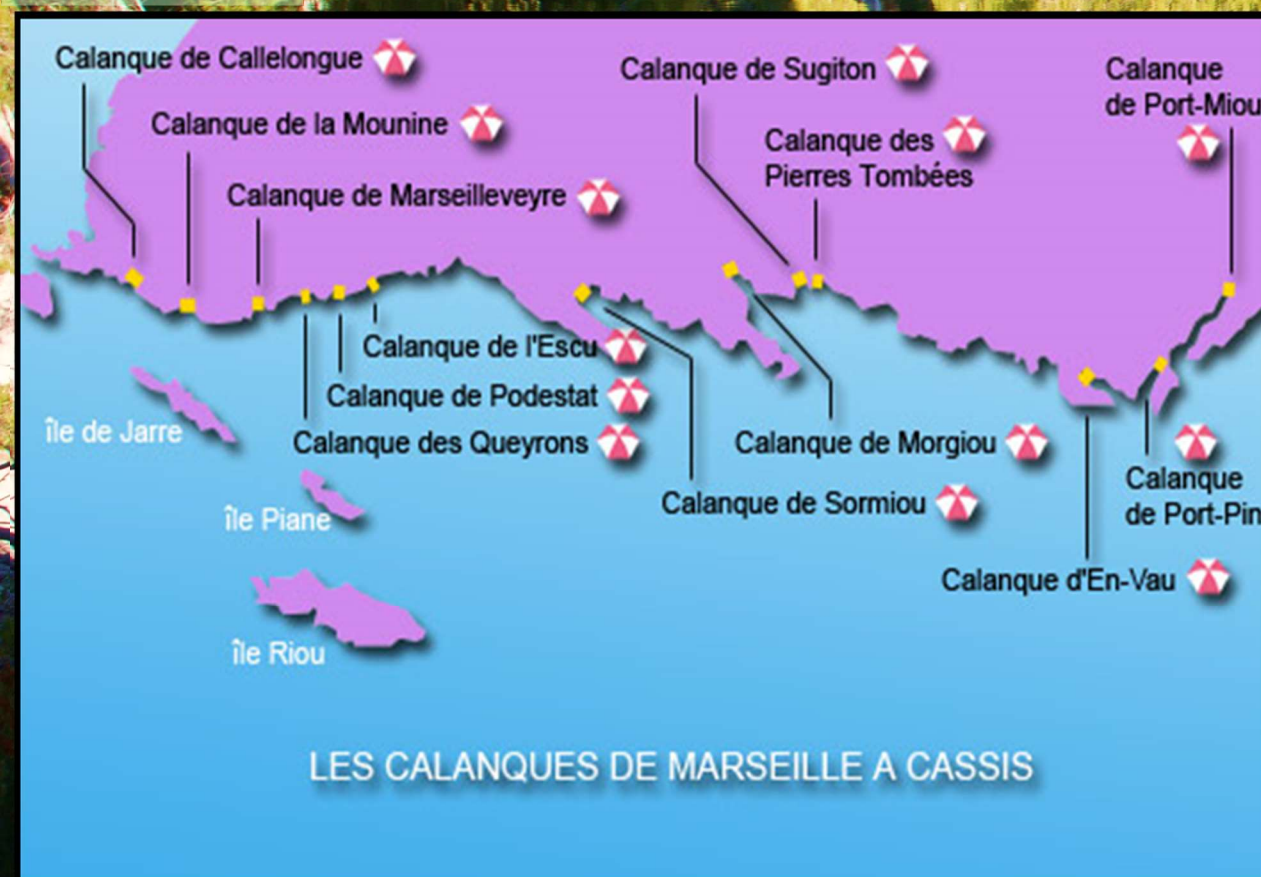 Calanque de Callelongue
Calanque de la Mounine
Calanque de Marseilleveyre
Calanque de Sugiton
Calanque des
Pierres Tombées
Calanque
de Port-Miou
Calanque de l'Escu
Calanque de Podestat
Calanque des Queyrons
Calanque de Morgiou
Calanque de Sormiou
Calanque
de Port-Pin
Calanque d'En-Vau
île de Jarre
île Piane
île Riou
LES CALANQUES DE MARSEILLE A CASSIS